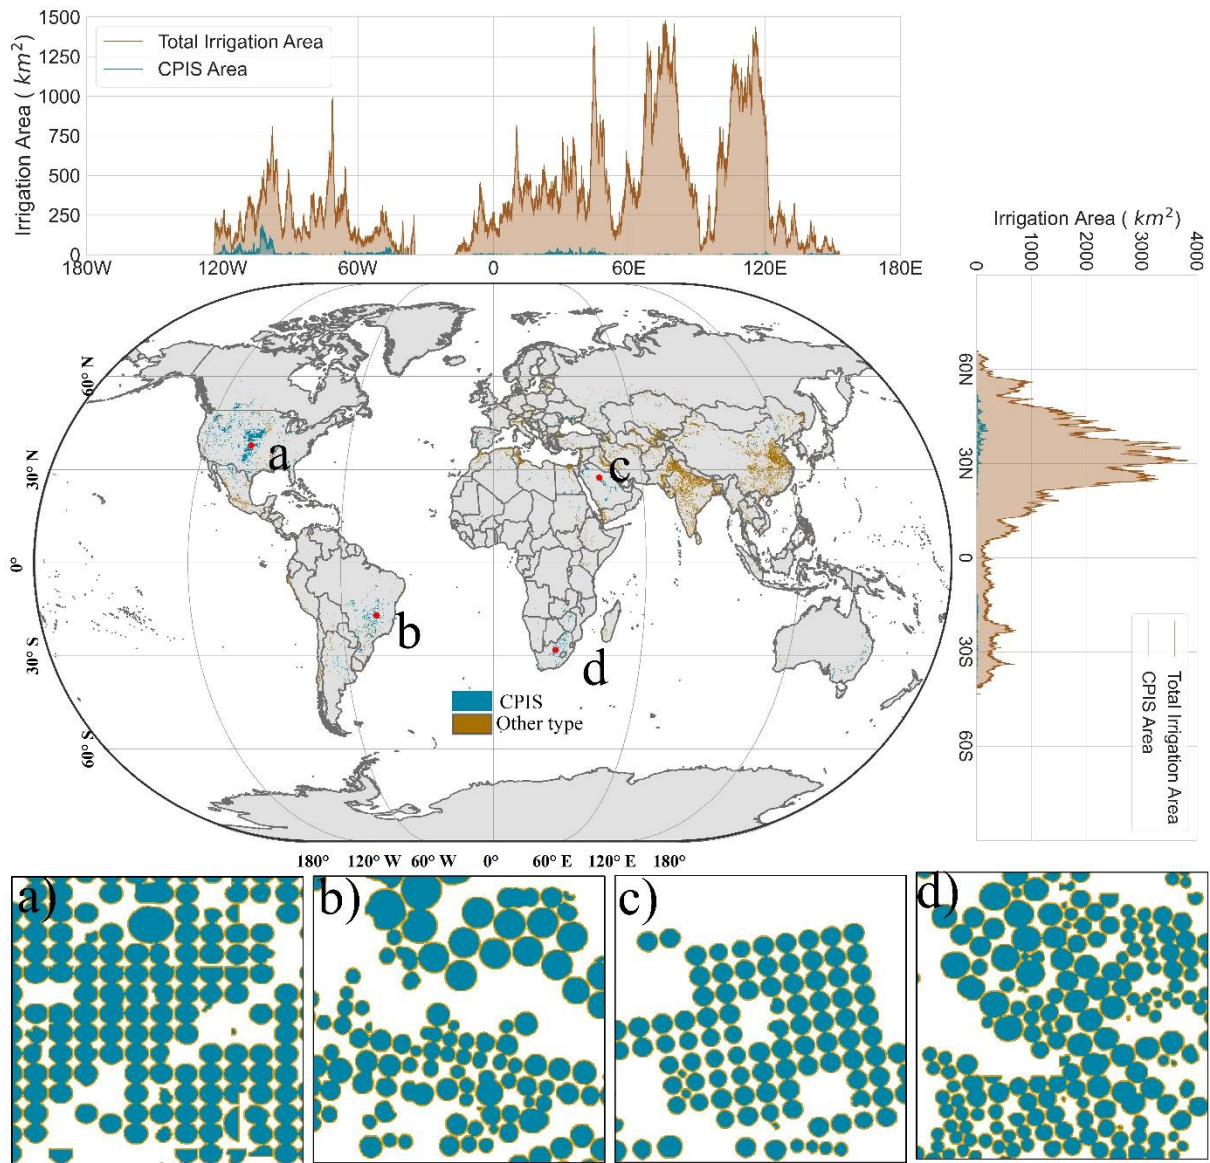 1500
1250
1000
750
500
250
0
Irrigation Area ( km²)
Total Irrigation Area
CPIS Area
180W
120W
60W
0
60E
120E
180E
Irrigation Area ( km²)
0
1000
2000
3000
4000
60N
30N
0
30S
60S
Total Irrigation Area
CPIS Area
60° N
30° N
0°
30° S
60° S
a
b
c
d
CPIS
Other type
180°
120° W
60° W
0°
60° E
120° E
180°
a)
b)
c)
d)